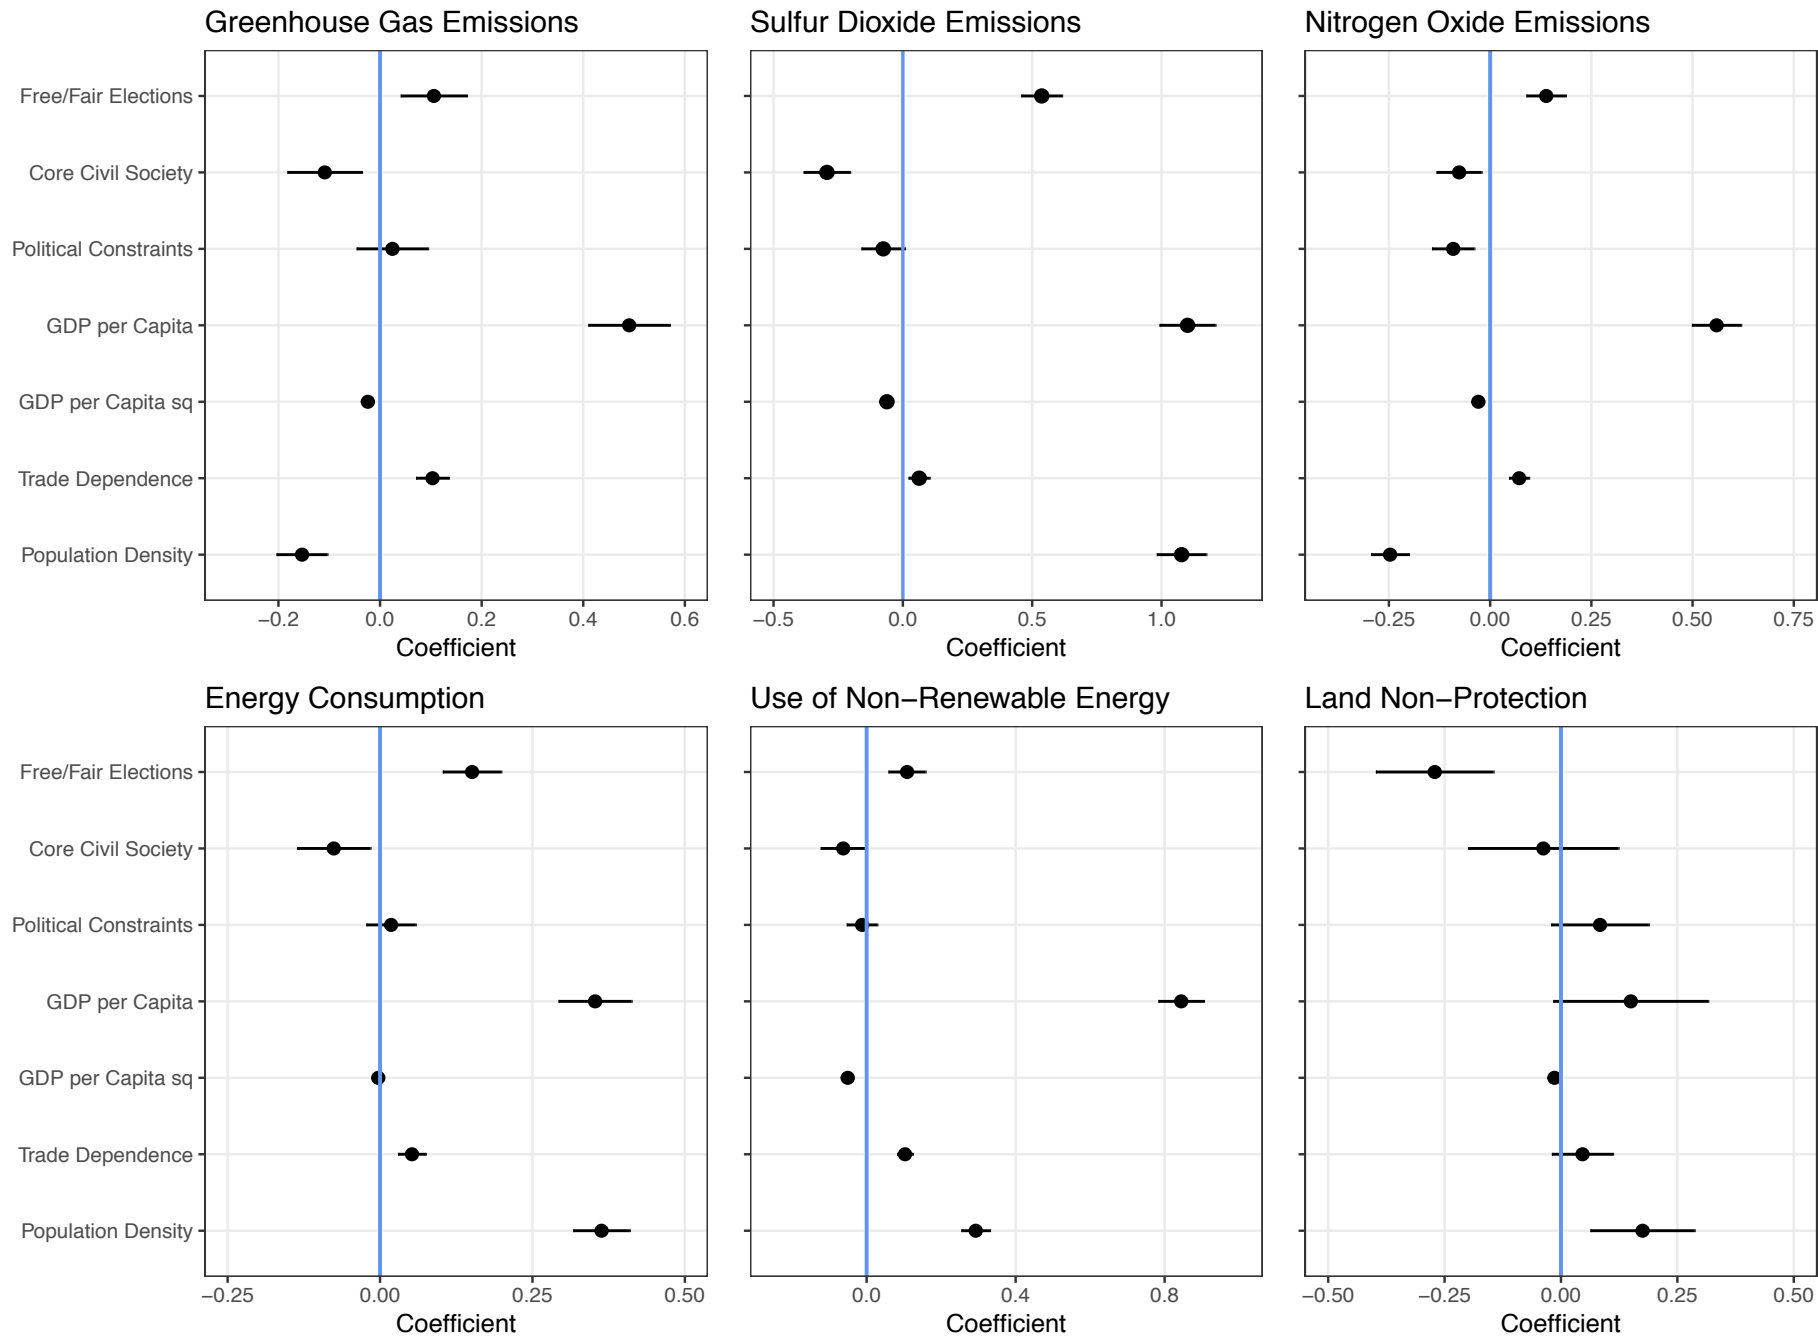 Greenhouse Gas Emissions
Sulfur Dioxide Emissions
Nitrogen Oxide Emissions
Free/Fair Elections
Core Civil Society
Political Constraints
GDP per Capita
GDP per Capita sq
Trade Dependence
Population Density
−0.2 0.0 0.2 0.4 0.6
−0.5 0.0 0.5 1.0
−0.25 0.00 0.25 0.50 0.75
Coefficient
Coefficient
Coefficient
Energy Consumption
Use of Non−Renewable Energy
Land Non−Protection
Free/Fair Elections
Core Civil Society
Political Constraints
GDP per Capita
GDP per Capita sq
Trade Dependence
Population Density
−0.25 0.00 0.25 0.50
0.0 0.4 0.8
−0.50 −0.25 0.00 0.25 0.50
Coefficient
Coefficient
Coefficient